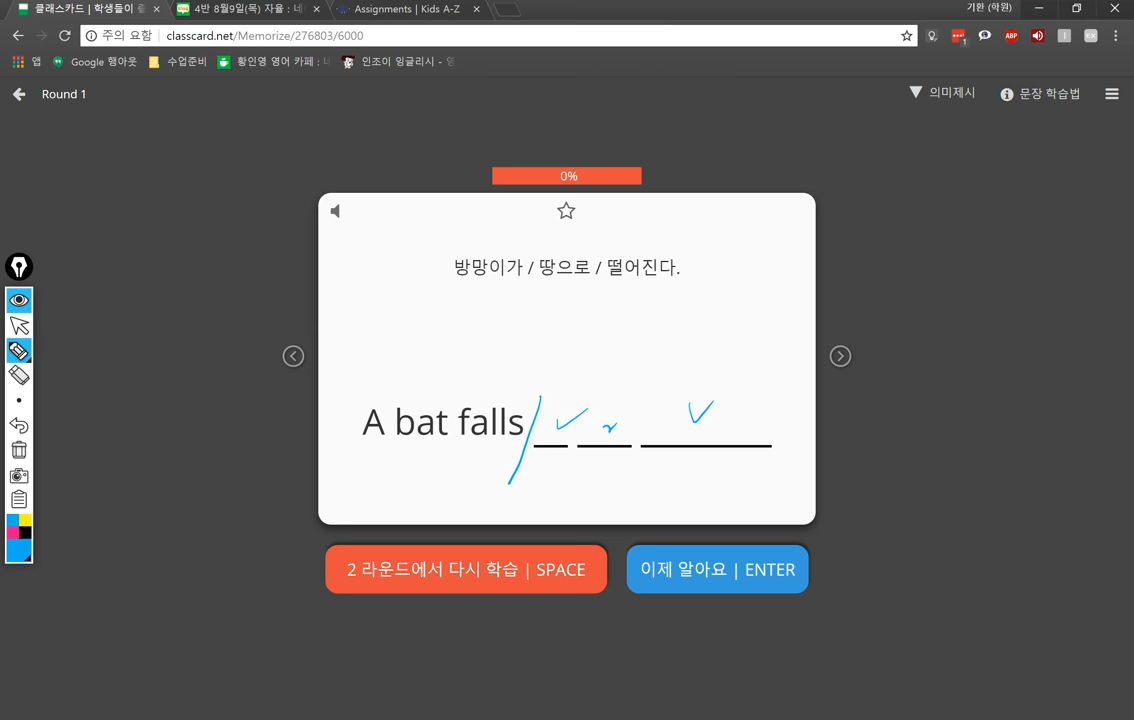 클래스카드 | 학생들이
4반 8월9일(목) 자율 : 네
Assignments | Kids A-Z
기환 (학원)
주의 요함
classcard.net/Memorize/276803/6000
앱
Google 행아웃
수업준비
황인영 영어 카페 : 네
인조이 잉글리시 - 영
1
ABP
Round 1
의미제시
문장 학습법
0%
방망이가 / 땅으로 / 떨어진다.
A bat falls
2 라운드에서 다시 학습 | SPACE
이제 알아요 | ENTER